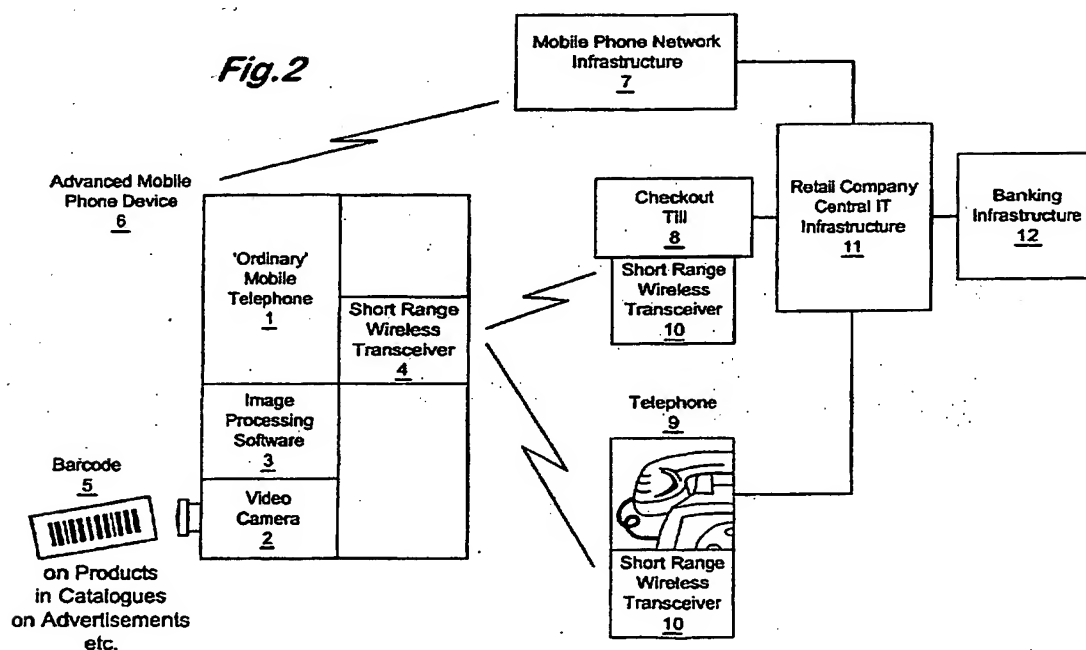 Fig.2
Mobile Phone Network
Infrastructure
7
Advanced Mobile
Phone Device
6
'Ordinary'
Mobile
Telephone
1
Short Range
Wireless
Transceiver
4
Image
Processing
Software
3
Video
Camera
2
Barcode
5
on Products
in Catalogues
on Advertisements
etc.
Checkout
Till
8
Short Range
Wireless
Transceiver
10
Telephone
9
Short Range
Wireless
Transceiver
10
Retail Company
Central IT
Infrastructure
11
Banking
Infrastructure
12